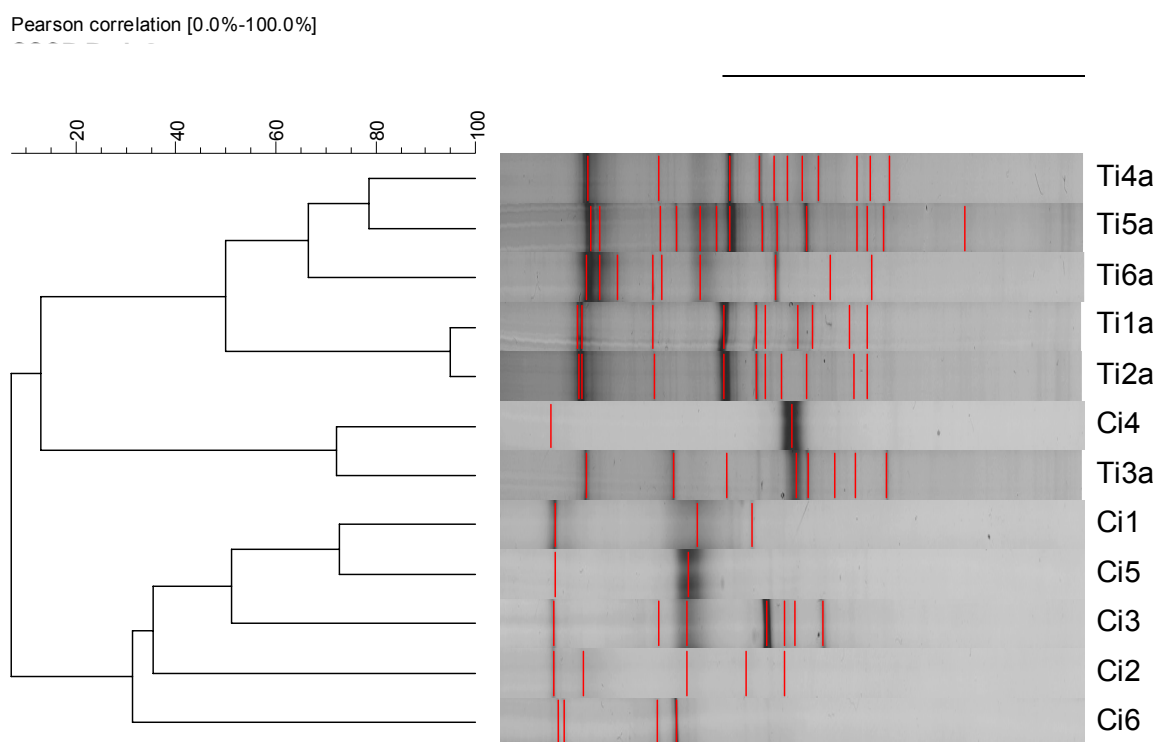 Pearson correlation [0.0%-100.0%]
20 40 60 80 100
Ti4a
Ti5a
Ti6a
Ti1a
Ti2a
Ci4
Ti3a
Ci1
Ci5
Ci3
Ci2
Ci6